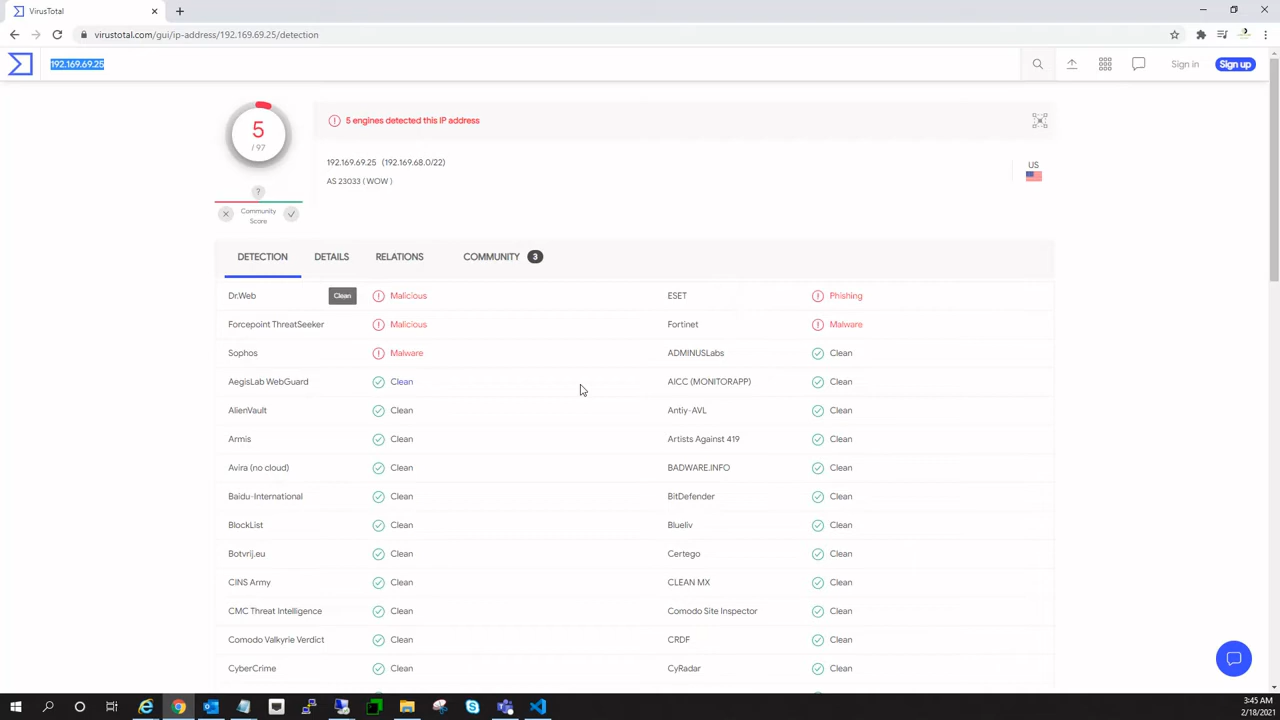 VirusTotal
virustotal.com/gui/ip-address/192.169.69.25/detection
192.169.69.25
Sign in
Sign up
5
/ 97
5 engines detected this IP address
192.169.69.25 (192.169.68.0/22)
AS 23033 ( WOW )
US
?
Community
Score
DETECTION DETAILS RELATIONS COMMUNITY 3
Dr.Web Clean Malicious ESET Phishing
Forcepoint ThreatSeeker Malicious Fortinet Malware
Sophos Malware ADMINUSLabs Clean
AegisLab WebGuard Clean AICC (MONITORAPP) Clean
AlienVault Clean Antiy-AVL Clean
Armis Clean Artists Against 419 Clean
Avira (no cloud) Clean BADWARE.INFO Clean
Baidu-International Clean BitDefender Clean
BlockList Clean Blueliv Clean
Botvrij.eu Clean Certego Clean
CINS Army Clean CLEAN MX Clean
CMC Threat Intelligence Clean Comodo Site Inspector Clean
Comodo Valkyrie Verdict Clean CRDF Clean
CyberCrime Clean CyRadar Clean
3:45 AM
2/18/2021